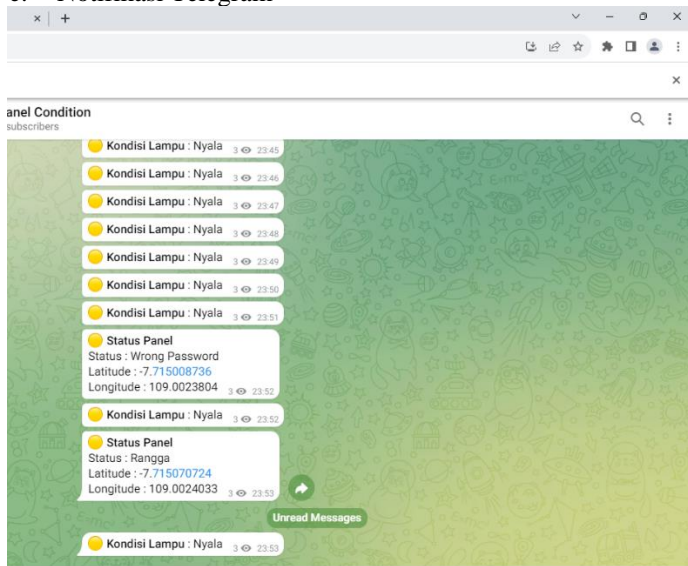 Notifikasi Telegram
anel Condition
subscribers
Kondisi Lampu : Nyala 3 23:45
Kondisi Lampu : Nyala 3 23:46
Kondisi Lampu : Nyala 3 23:47
Kondisi Lampu : Nyala 3 23:48
Kondisi Lampu : Nyala 3 23:49
Kondisi Lampu : Nyala 3 23:50
Kondisi Lampu : Nyala 3 23:51
Status Panel
Status : Wrong Password
Latitude : -7.715008736
Longitude : 109.0023804 3 23:52
Kondisi Lampu : Nyala 3 23:52
Status Panel
Status : Rangga
Latitude : -7.715070724
Longitude : 109.0024033 3 23:53
Unread Messages
Kondisi Lampu : Nyala 3 23:53